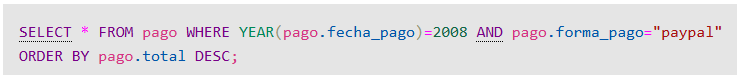 SELECT * FROM pago WHERE YEAR(pago.fecha_pago)=2008 AND pago.forma_pago="paypal"
ORDER BY pago.total DESC;